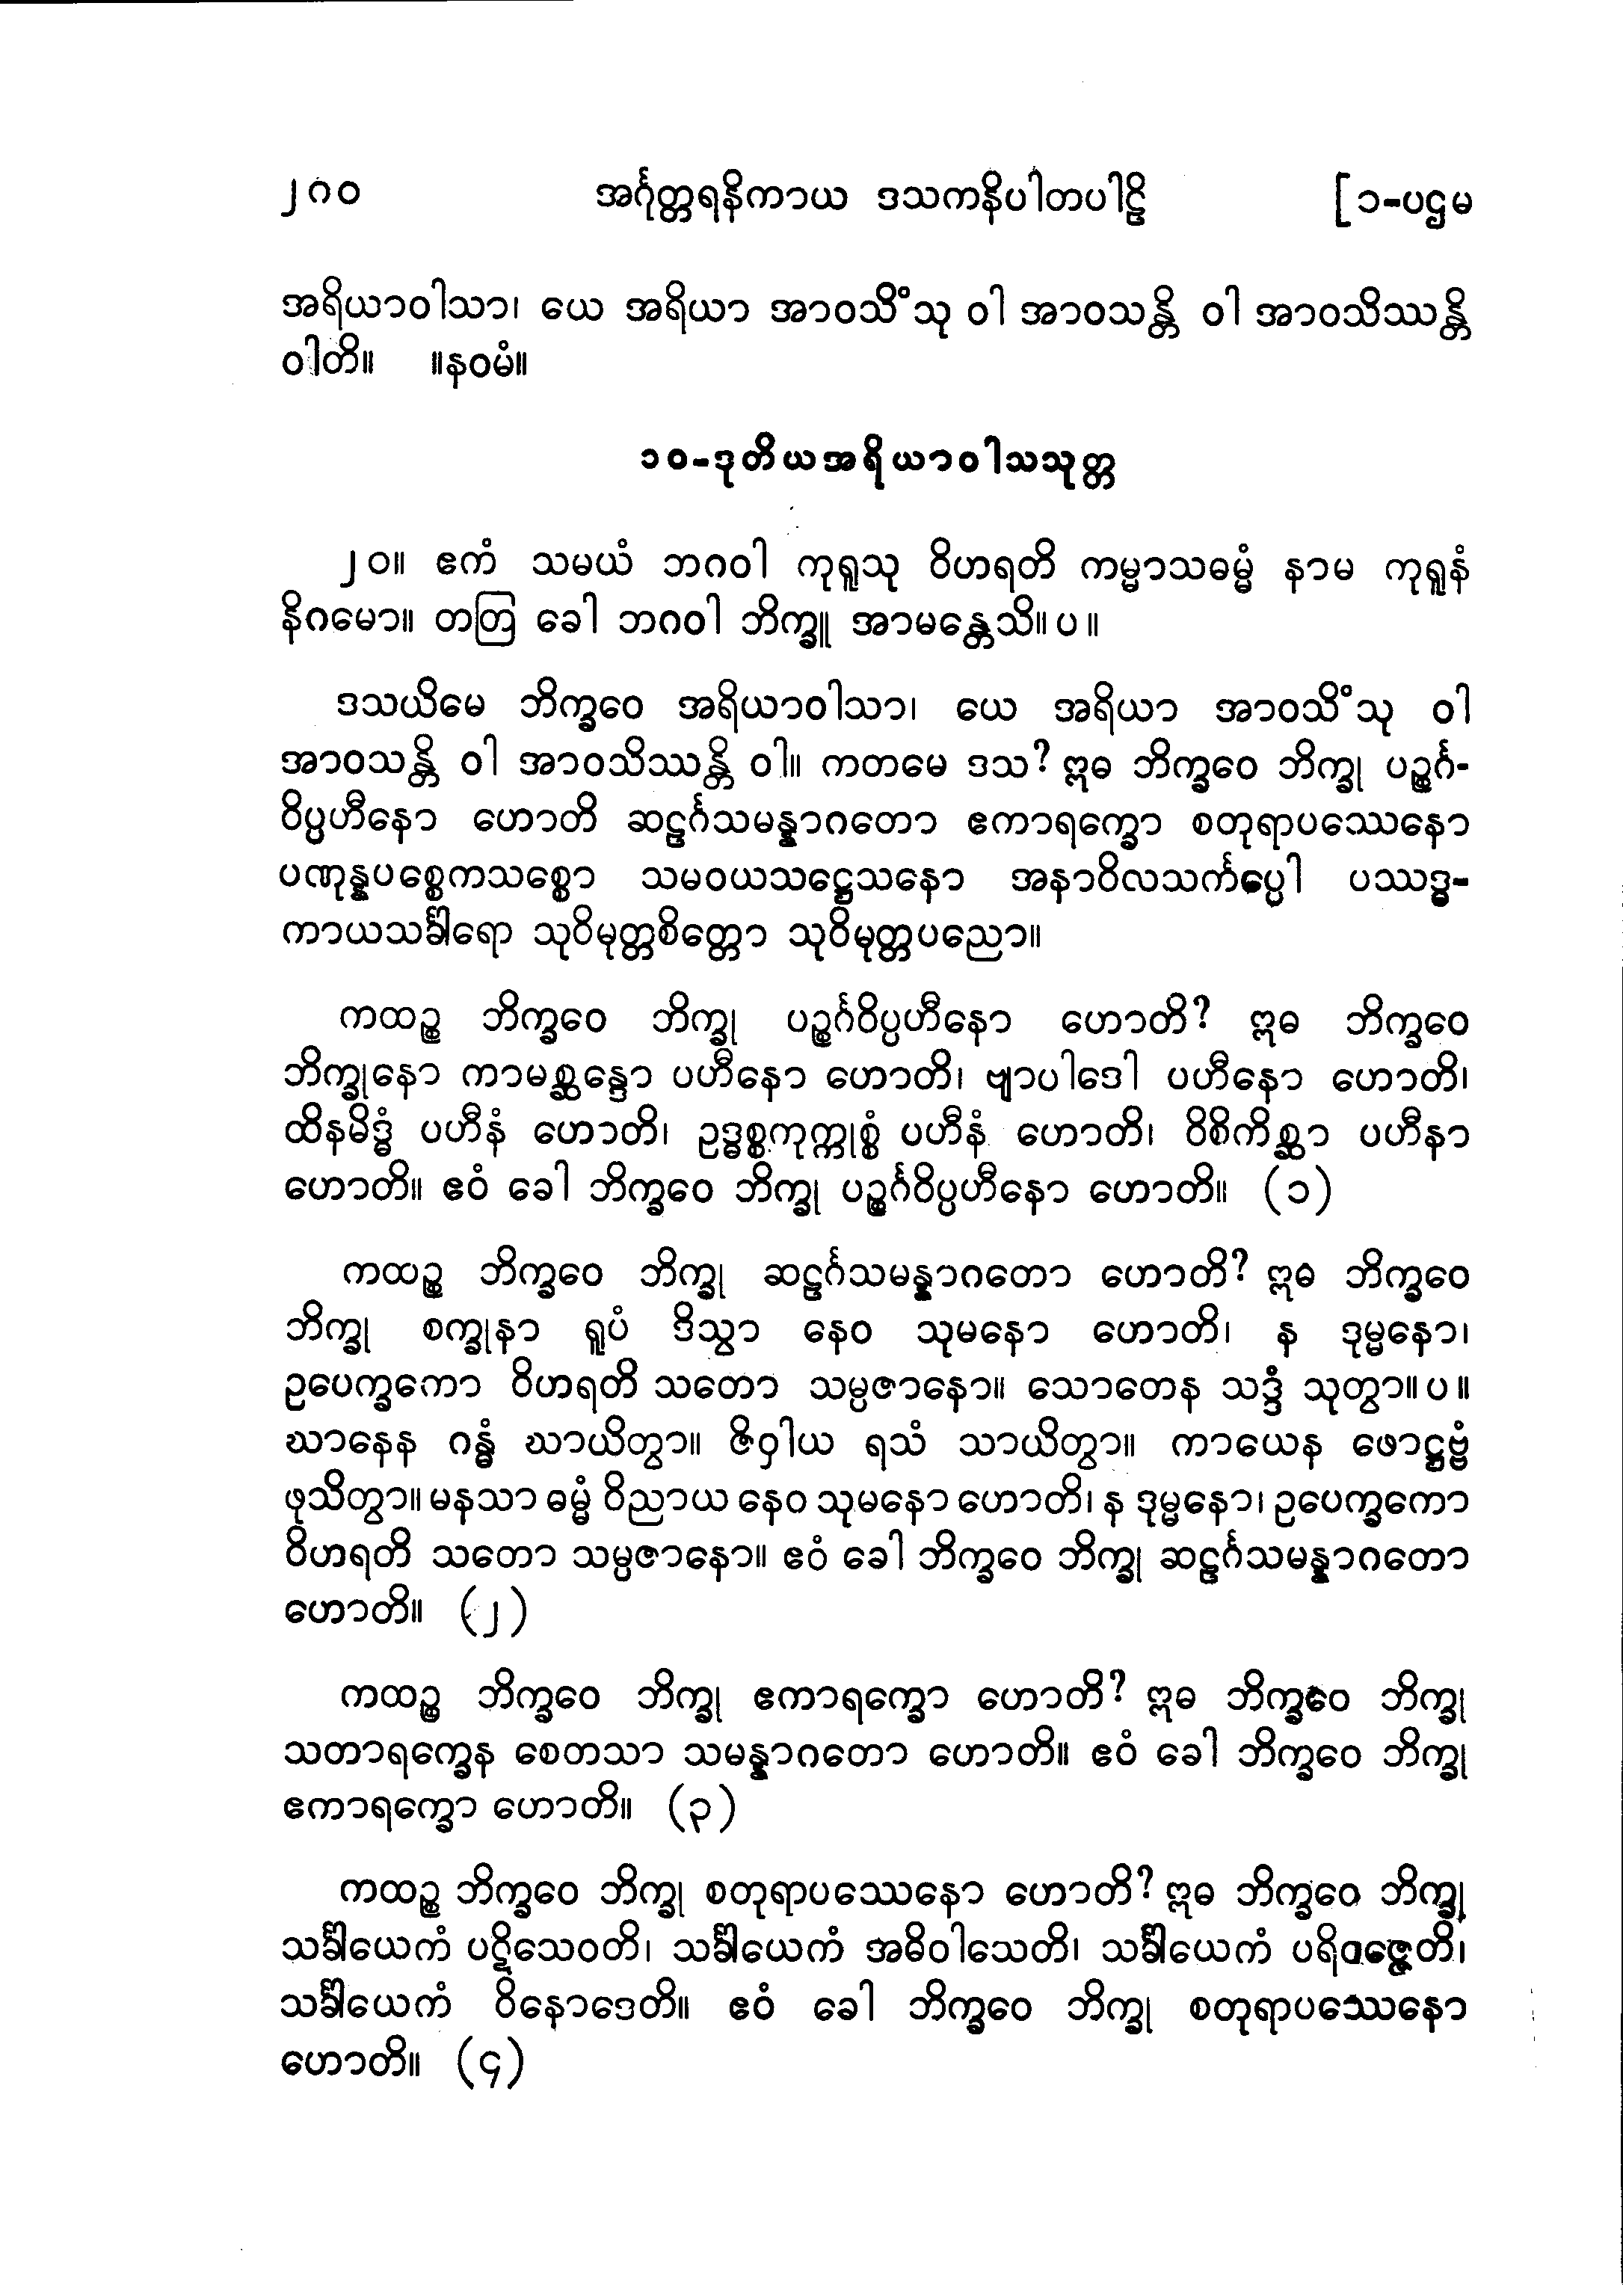 ၂၈၀ အင်္ဂုတ္တရနိကာယ ဒသကနိပါတပါဠိ [၁-ပဌမ
အရိယာဝါသာ၊ ယေ အရိယာ အာဝသိံသု ဝါ အာဝသန္တိ ဝါ အာဝသိဿန္တိ
ဝါတိ။ ။နဝမံ။
၁၀-ဒုတိယအရိယာဝါသသုတ္တ
၂၀။ ဧကံ သမယံ ဘဂဝါ ကုရူသု ဝိဟရတိ ကမ္မာသဓမ္မံ နာမ ကုရူနံ
နိဂမော။ တတြ ခေါ ဘဂဝါ ဘိက္ခူ အာမန္တေသိ။ပ။
ဒသယိမေ ဘိက္ခဝေ အရိယာဝါသာ၊ ယေ အရိယာ အာဝသိံသု ဝါ
အာဝသန္တိ ဝါ အာဝသိဿန္တိ ဝါ။ ကတမေ ဒသ? ဣဓ ဘိက္ခဝေ ဘိက္ခု ပဉ္စင်္ဂ-
ဝိပ္ပဟီနော ဟောတိ ဆဠင်္ဂသမန္နာဂတော ဧကာရက္ခော စတုရာပဿေနော
ပဏုန္နပစ္စေကသစ္စော သမဝယသဋ္ဌေသနော အနာဝိလသင်္ကပ္ပေါ ပဿဒ္ဓ-
ကာယသင်္ခါရော သုဝိမုတ္တစိတ္တော သုဝိမုတ္တပညော။
ကထဉ္စ ဘိက္ခဝေ ဘိက္ခု ပဉ္စင်္ဂဝိပ္ပဟီနော ဟောတိ? ဣဓ ဘိက္ခဝေ
ဘိက္ခုနော ကာမစ္ဆန္ဒော ပဟီနော ဟောတိ၊ ဗျာပါဒေါ ပဟီနော ဟောတိ၊
ထိနမိဒ္ဓံ ပဟီနံ ဟောတိ၊ ဥဒ္ဓစ္စကုက္ကုစ္စံ ပဟီနံ ဟောတိ၊ ဝိစိကိစ္ဆာ ပဟီနာ
ဟောတိ။ ဧဝံ ခေါ ဘိက္ခဝေ ဘိက္ခု ပဉ္စင်္ဂဝိပ္ပဟီနော ဟောတိ။ (၁)
ကထဉ္စ ဘိက္ခဝေ ဘိက္ခု ဆဠင်္ဂသမန္နာဂတော ဟောတိ? ဣဓ ဘိက္ခဝေ
ဘိက္ခု စက္ခုနာ ရူပံ ဒိသွာ နေဝ သုမနော ဟောတိ၊ န ဒုမ္မနော၊
ဥပေက္ခကော ဝိဟရတိ သတော သမ္ပဇာနော။ သောတေန သဒ္ဒံ သုတွာ။ပ။
ဃာနေန ဂန္ဓံ ဃာယိတွာ။ ဇိဝှါယ ရသံ သာယိတွာ။ ကာယေန ဖောဋ္ဌဗ္ဗံ
ဖုသိတွာ။ မနသာ ဓမ္မံ ဝိညာယ နေဝ သုမနော ဟောတိ၊ န ဒုမ္မနော၊ ဥပေက္ခကော
ဝိဟရတိ သတော သမ္ပဇာနော။ ဧဝံ ခေါ ဘိက္ခဝေ ဘိက္ခု ဆဠင်္ဂသမန္နာဂတော
ဟောတိ။ (၂)
ကထဉ္စ ဘိက္ခဝေ ဘိက္ခု ဧကာရက္ခော ဟောတိ? ဣဓ ဘိက္ခဝေ ဘိက္ခု
သတာရက္ခေန စေတသာ သမန္နာဂတော ဟောတိ။ ဧဝံ ခေါ ဘိက္ခဝေ ဘိက္ခု
ဧကာရက္ခော ဟောတိ။ (၃)
ကထဉ္စ ဘိက္ခဝေ ဘိက္ခု စတုရာပဿေနော ဟောတိ? ဣဓ ဘိက္ခဝေ ဘိက္ခု
သင်္ခါယေကံ ပဋိသေဝတိ၊ သင်္ခါယေကံ အဓိဝါသေတိ၊ သင်္ခါယေကံ ပရိဝဇ္ဇေတိ၊
သင်္ခါယေကံ ဝိနောဒေတိ။ ဧဝံ ခေါ ဘိက္ခဝေ ဘိက္ခု စတုရာပဿေနော
ဟောတိ။ (၄)